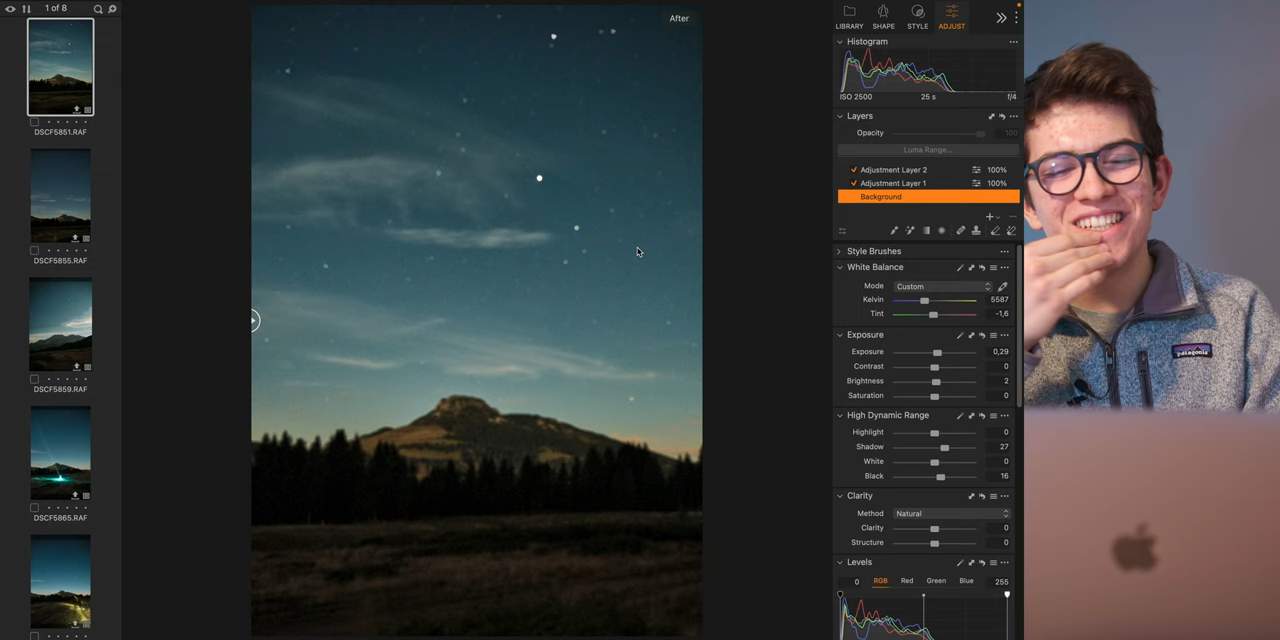 1 of 8
DSCF5851.RAF
DSCF5855.RAF
DSCF5859.RAF
DSCF5865.RAF
After
LIBRARY SHAPE STYLE ADJUST
Histogram
ISO 2500 25 s f/4
Layers
Opacity 100
Luma Range...
Adjustment Layer 2 100%
Adjustment Layer 1 100%
Background
Style Brushes
White Balance
Mode Custom
Kelvin 5587
Tint -1,6
Exposure
Exposure 0,29
Contrast 0
Brightness 2
Saturation 0
High Dynamic Range
Highlight 0
Shadow 27
White 0
Black 16
Clarity
Method Natural
Clarity 0
Structure 0
Levels
0 RGB Red Green Blue 255
patagonia